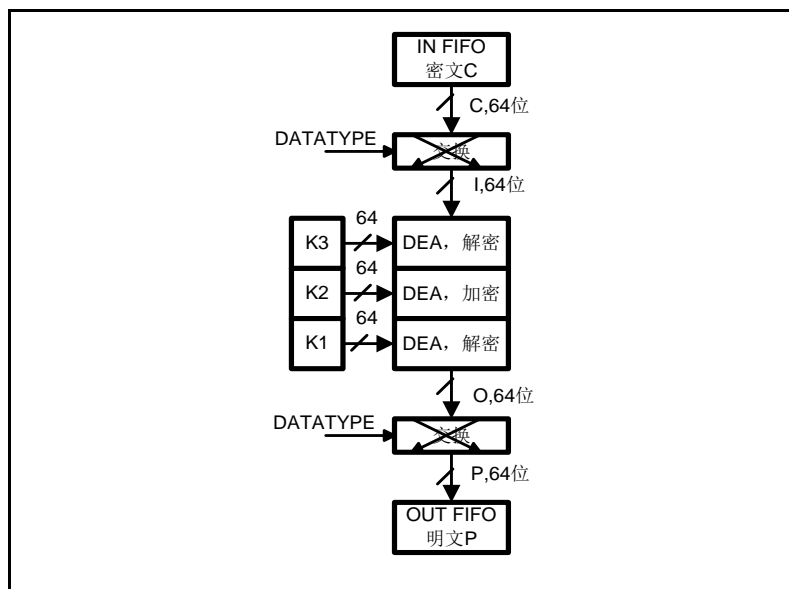 IN FIFO
密文C
C,64位
DATATYPE
交换
I,64位
64
K3
DEA，解密
64
K2
DEA，加密
64
K1
DEA，解密
O,64位
DATATYPE
交换
P,64位
OUT FIFO
明文P